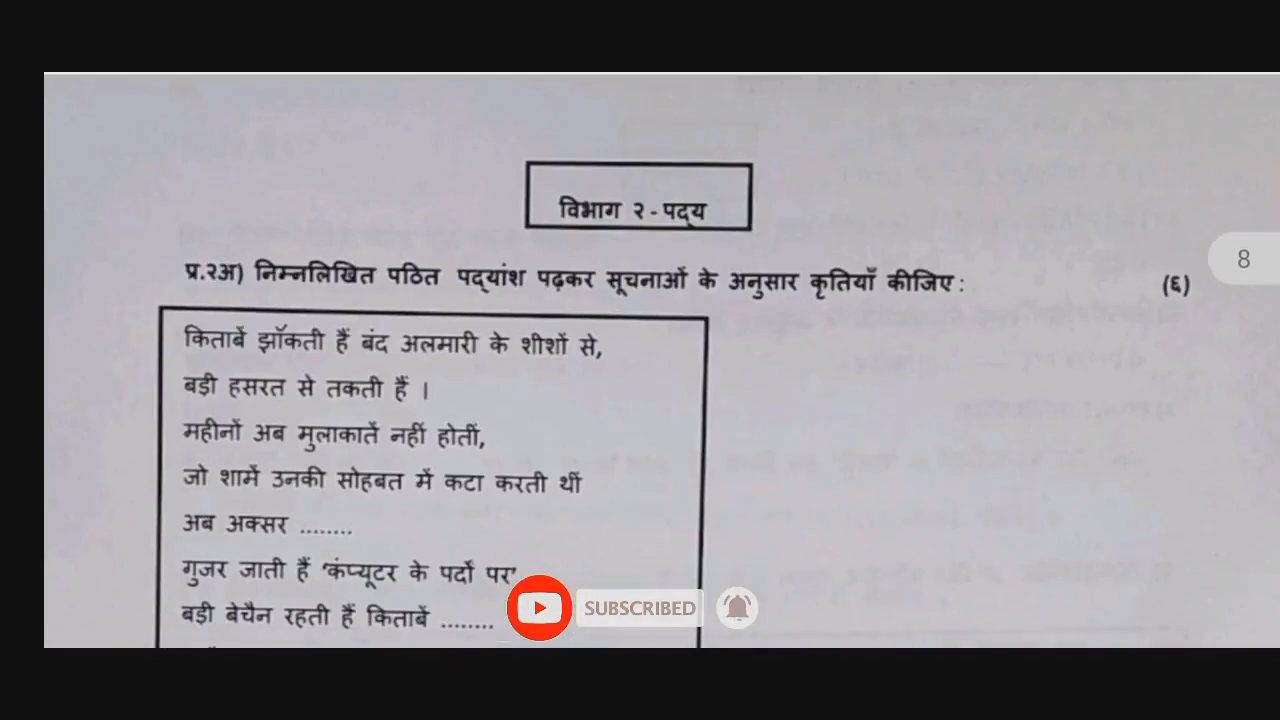 विभाग २ - पद्य
प्र.२अ) निम्नलिखित पठित पद्यांश पढ़कर सूचनाओं के अनुसार कृतियाँ कीजिए : (६)
8
किताबें झाँकती हैं बंद अलमारी के शीशों से,
बड़ी हसरत से तकती हैं ।
महीनों अब मुलाकातें नहीं होतीं,
जो शामें उनकी सोहबत में कटा करती थीं
अब अक्सर ........
गुजर जाती हैं ‘कंप्यूटर के पर्दों पर’
बड़ी बेचैन रहती हैं किताबें ........
SUBSCRIBED